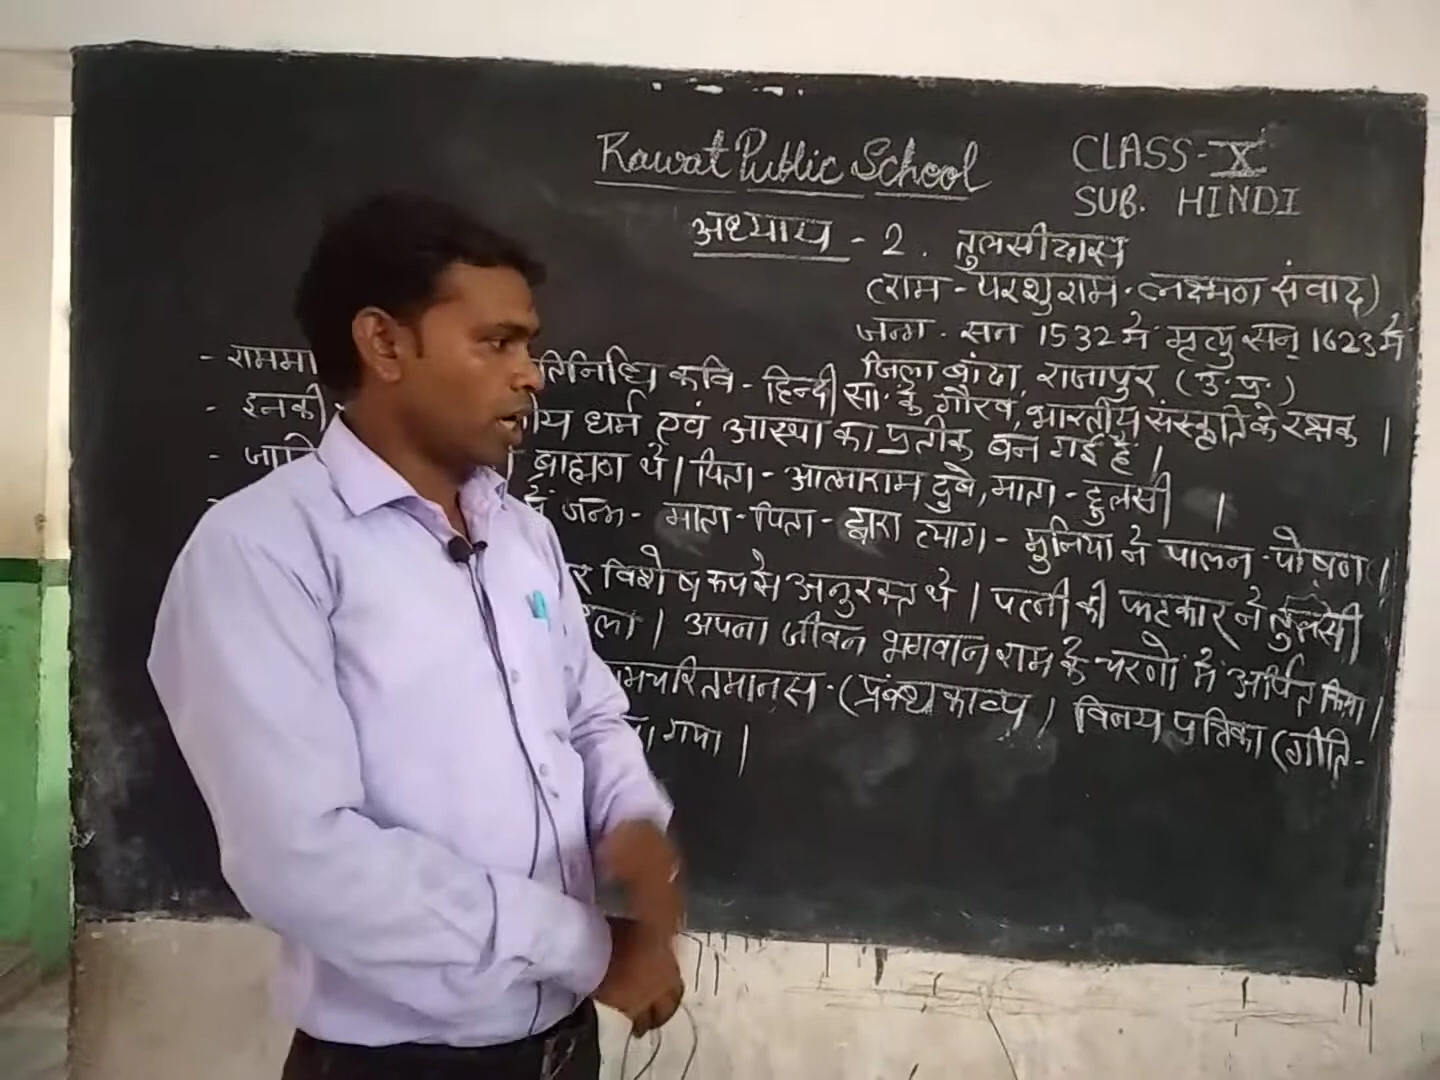 Rawat Public School
CLASS-X
SUB. HINDI
अध्याय - 2. तुलसीदास
(राम - परशुराम - लक्ष्मण संवाद)
जन्म - सन 1532 मे मृत्यु सन् 1623 में
जिला बांदा, राजापुर (उ.प्र.)
- राममा तिनिधि कवि - हिन्दी सा. के गौरव, भारतीय संस्कृति के रक्षक ।
- इनकी ीय धर्म एवं आस्था का प्रतीक बन गई हैं ।
- जाति ब्राह्मण थे । पिता - आत्माराम दुबे, माता - हुलसी ।
में जन्म - माता - पिता - द्वारा त्याग - मुनिया ने पालन - पोषण ।
र विशेष रूप से अनुरक्त थे । पत्नी की फटकार ने तुलसी
ला । अपना जीवन भगवान राम के चरणों में अर्पित किया ।
मचरितमानस - (प्रबंध काव्य) विनय पत्रिका (गीति-
गया ।